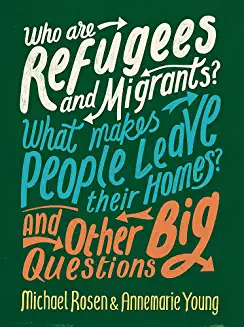 Who are
Refugees
and Migrants?
What makes
People Leave
their Homes?
And Other Big
Questions
Michael Rosen & Annemarie Young